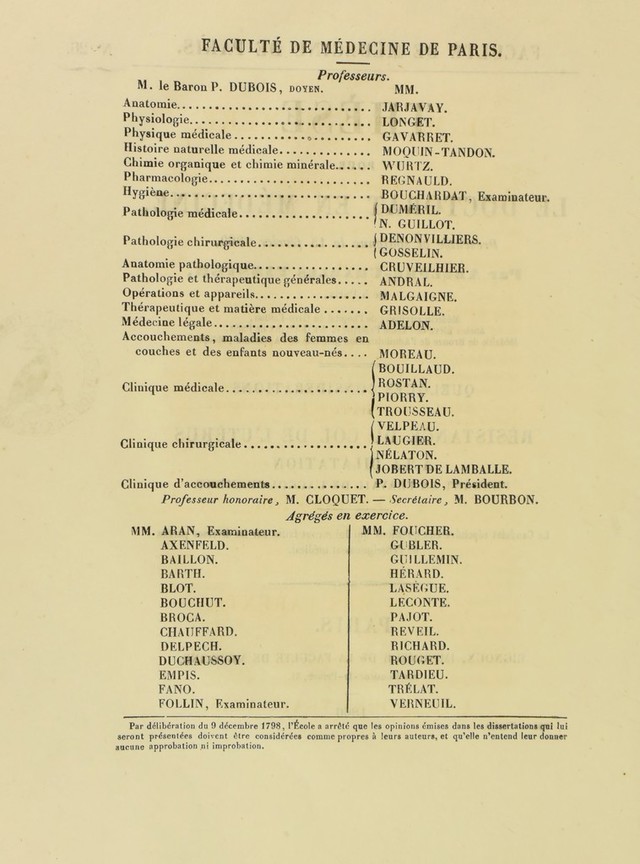 FACULTÉ DE MÉDECINE DE PARIS.
Professeurs.
M. le Baron P. DUBOIS, DOYEN. MM.
Anatomie.............................. JARJAVAY.
Physiologie............................ LONGET.
Physique médicale..................... GAVARRET.
Histoire naturelle médicale............. MOQUIN-TANDON.
Chimie organique et chimie minérale...... WURTZ.
Pharmacologie......................... REGNAULD.
Hygiène.............................. BOUCHARDAT, Examinateur.
Pathologie médicale.................... { DUMÉRIL.
N. GUILLOT.
Pathologie chirurgicale................. { DENONVILLIERS.
GOSSELIN.
Anatomie pathologique................. CRUVEILHIER.
Pathologie et thérapeutique générales..... ANDRAL.
Opérations et appareils................. MALGAIGNE.
Thérapeutique et matière médicale....... GRISOLLE.
Médecine légale....................... ADELON.
Accouchements, maladies des femmes en
couches et des enfants nouveau-nés.... MOREAU.
{ BOUILLAUD.
Clinique médicale...................... ROSTAN.
PIORRY.
TROUSSEAU.
{ VELPEAU.
Clinique chirurgicale................... LAUGIER.
NÉLATON.
JOBERT DE LAMBALLE.
Clinique d'accouchements............... P. DUBOIS, Président.
Professeur honoraire, M. CLOQUET. — Secrétaire, M. BOURBON.
Agrégés en exercice.
MM. ARAN, Examinateur. MM. FOUCHER.
AXENFELD. GUBLER.
BAILLON. GUILLEMIN.
BARTH. HÉRARD.
BLOT. LASÈGUE.
BOUCHUT. LECONTE.
BROCA. PAJOT.
CHAUFFARD. REVEIL.
DELPECH. RICHARD.
DUCHAUSSOY. ROUGET.
EMPIS. TARDIEU.
FANO. TRÉLAT.
FOLLIN, Examinateur. VERNEUIL.
Par délibération du 9 décembre 1798, l'École a arrêté que les opinions émises dans les dissertations qui lui
seront présentées doivent être considérées comme propres à leurs auteurs, et qu'elle n'entend leur donner
aucune approbation ni improbation.